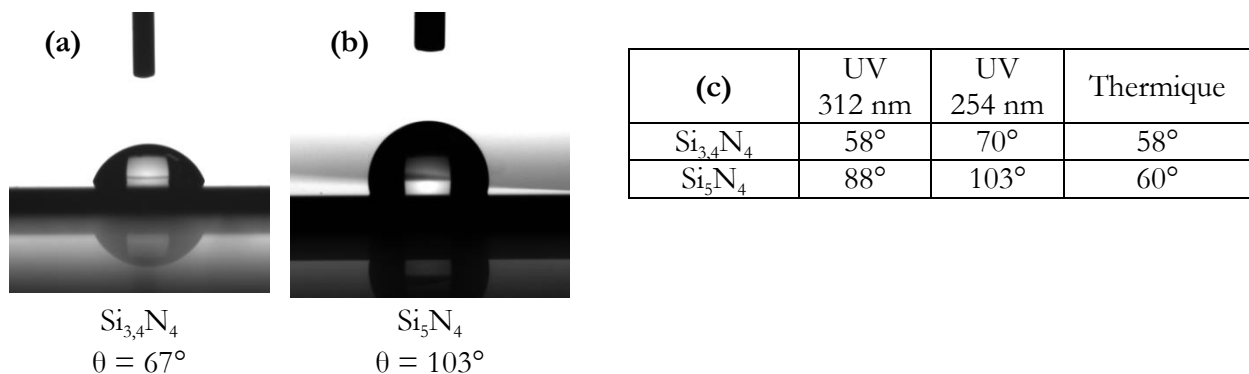 (a)
(b)
Si3,4N4
θ = 67°
Si5N4
θ = 103°
(c) UV 312 nm UV 254 nm Thermique
Si3,4N4 58° 70° 58°
Si5N4 88° 103° 60°